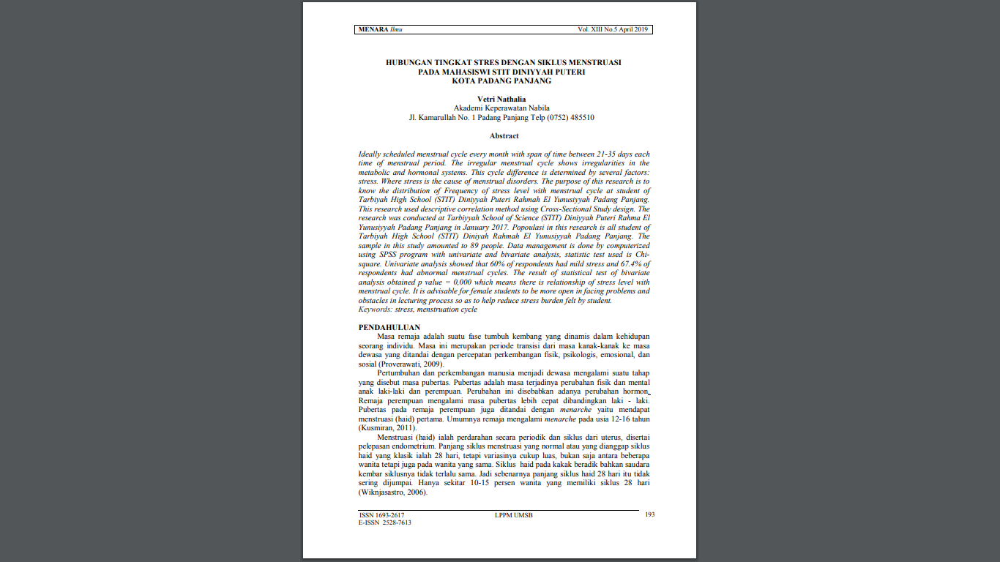 MENARA Ilmu Vol. XIII No.5 April 2019
HUBUNGAN TINGKAT STRES DENGAN SIKLUS MENSTRUASI
PADA MAHASISWI STIT DINIYYAH PUTERI
KOTA PADANG PANJANG
Vetri Nathalia
Akademi Keperawatan Nabila
Jl. Kamarullah No. 1 Padang Panjang Telp (0752) 485510
Abstract
Ideally scheduled menstrual cycle every month with span of time between 21-35 days each
time of menstrual period. The irregular menstrual cycle shows irregularities in the
metabolic and hormonal systems. This cycle difference is determined by several factors:
stress. Where stress is the cause of menstrual disorders. The purpose of this research is to
know the distribution of Frequency of stress level with menstrual cycle at student of
Tarbiyah High School (STIT) Diniyyah Puteri Rahmah El Yunusiyyah Padang Panjang.
This research used descriptive correlation method using Cross-Sectional Study design. The
research was conducted at Tarbiyyah School of Science (STIT) Diniyyah Puteri Rahma El
Yunusiyyah Padang Panjang in January 2017. Popoulasi in this research is all student of
Tarbiyah High School (STIT) Diniyah Rahmah El Yunusiyyah Padang Panjang. The
sample in this study amounted to 89 people. Data management is done by computerized
using SPSS program with univariate and bivariate analysis, statistic test used is Chi-
square. Univariate analysis showed that 60% of respondents had mild stress and 67.4% of
respondents had abnormal menstrual cycles. The result of statistical test of bivariate
analysis obtained p value = 0,000 which means there is relationship of stress level with
menstrual cycle. It is advisable for female students to be more open in facing problems and
obstacles in lecturing process so as to help reduce stress burden felt by student.
Keywords: stress, menstruation cycle
PENDAHULUAN
Masa remaja adalah suatu fase tumbuh kembang yang dinamis dalam kehidupan
seorang individu. Masa ini merupakan periode transisi dari masa kanak-kanak ke masa
dewasa yang ditandai dengan percepatan perkembangan fisik, psikologis, emosional, dan
sosial (Proverawati, 2009).
Pertumbuhan dan perkembangan manusia menjadi dewasa mengalami suatu tahap
yang disebut masa pubertas. Pubertas adalah masa terjadinya perubahan fisik dan mental
anak laki-laki dan perempuan. Perubahan ini disebabkan adanya perubahan hormon.
Remaja perempuan mengalami masa pubertas lebih cepat dibandingkan laki - laki.
Pubertas pada remaja perempuan juga ditandai dengan menarche yaitu mendapat
menstruasi (haid) pertama. Umumnya remaja mengalami menarche pada usia 12-16 tahun
(Kusmiran, 2011).
Menstruasi (haid) ialah perdarahan secara periodik dan siklus dari uterus, disertai
pelepasan endometrium. Panjang siklus menstruasi yang normal atau yang dianggap siklus
haid yang klasik ialah 28 hari, tetapi variasinya cukup luas, bukan saja antara beberapa
wanita tetapi juga pada wanita yang sama. Siklus haid pada kakak beradik bahkan saudara
kembar siklusnya tidak terlalu sama. Jadi sebenarnya panjang siklus haid 28 hari itu tidak
sering dijumpai. Hanya sekitar 10-15 persen wanita yang memiliki siklus 28 hari
(Wiknjasastro, 2006).
ISSN 1693-2617 LPPM UMSB 193
E-ISSN 2528-7613